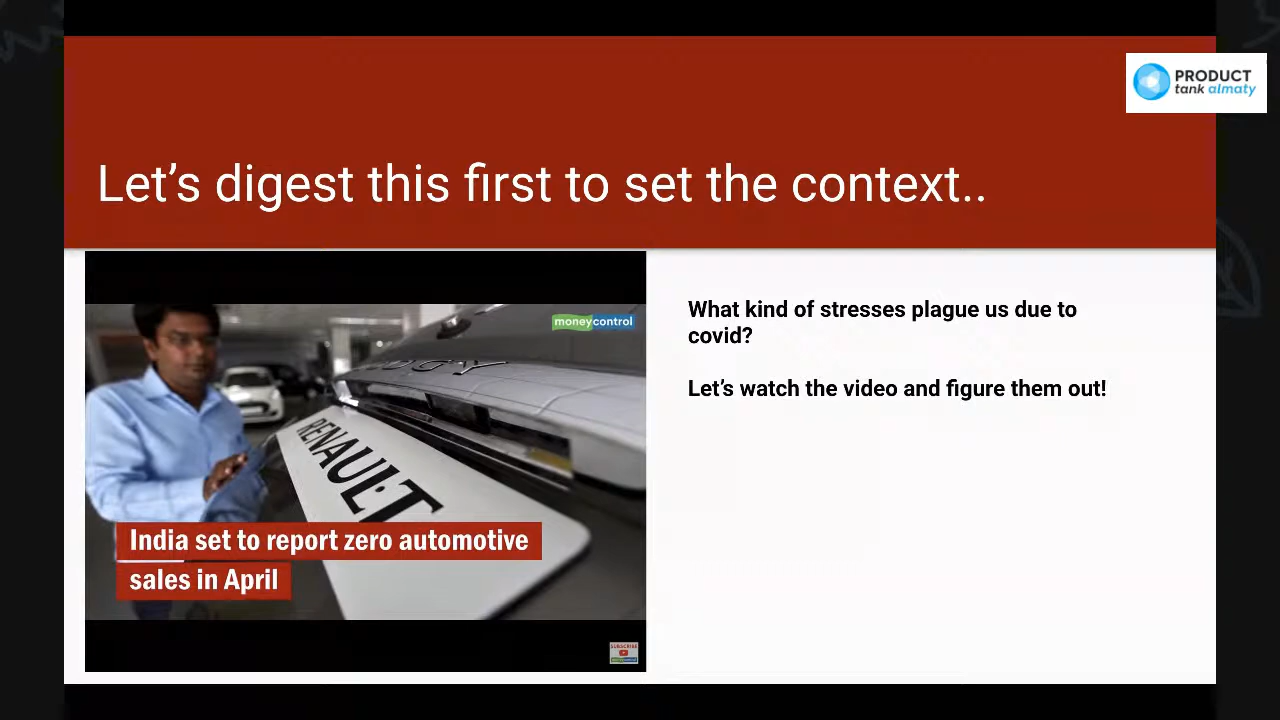 PRODUCT
tank almaty
Let's digest this first to set the context..
moneycontrol
OGY
RENAULT
India set to report zero automotive
sales in April
SUBSCRIBE
What kind of stresses plague us due to
covid?
Let's watch the video and figure them out!